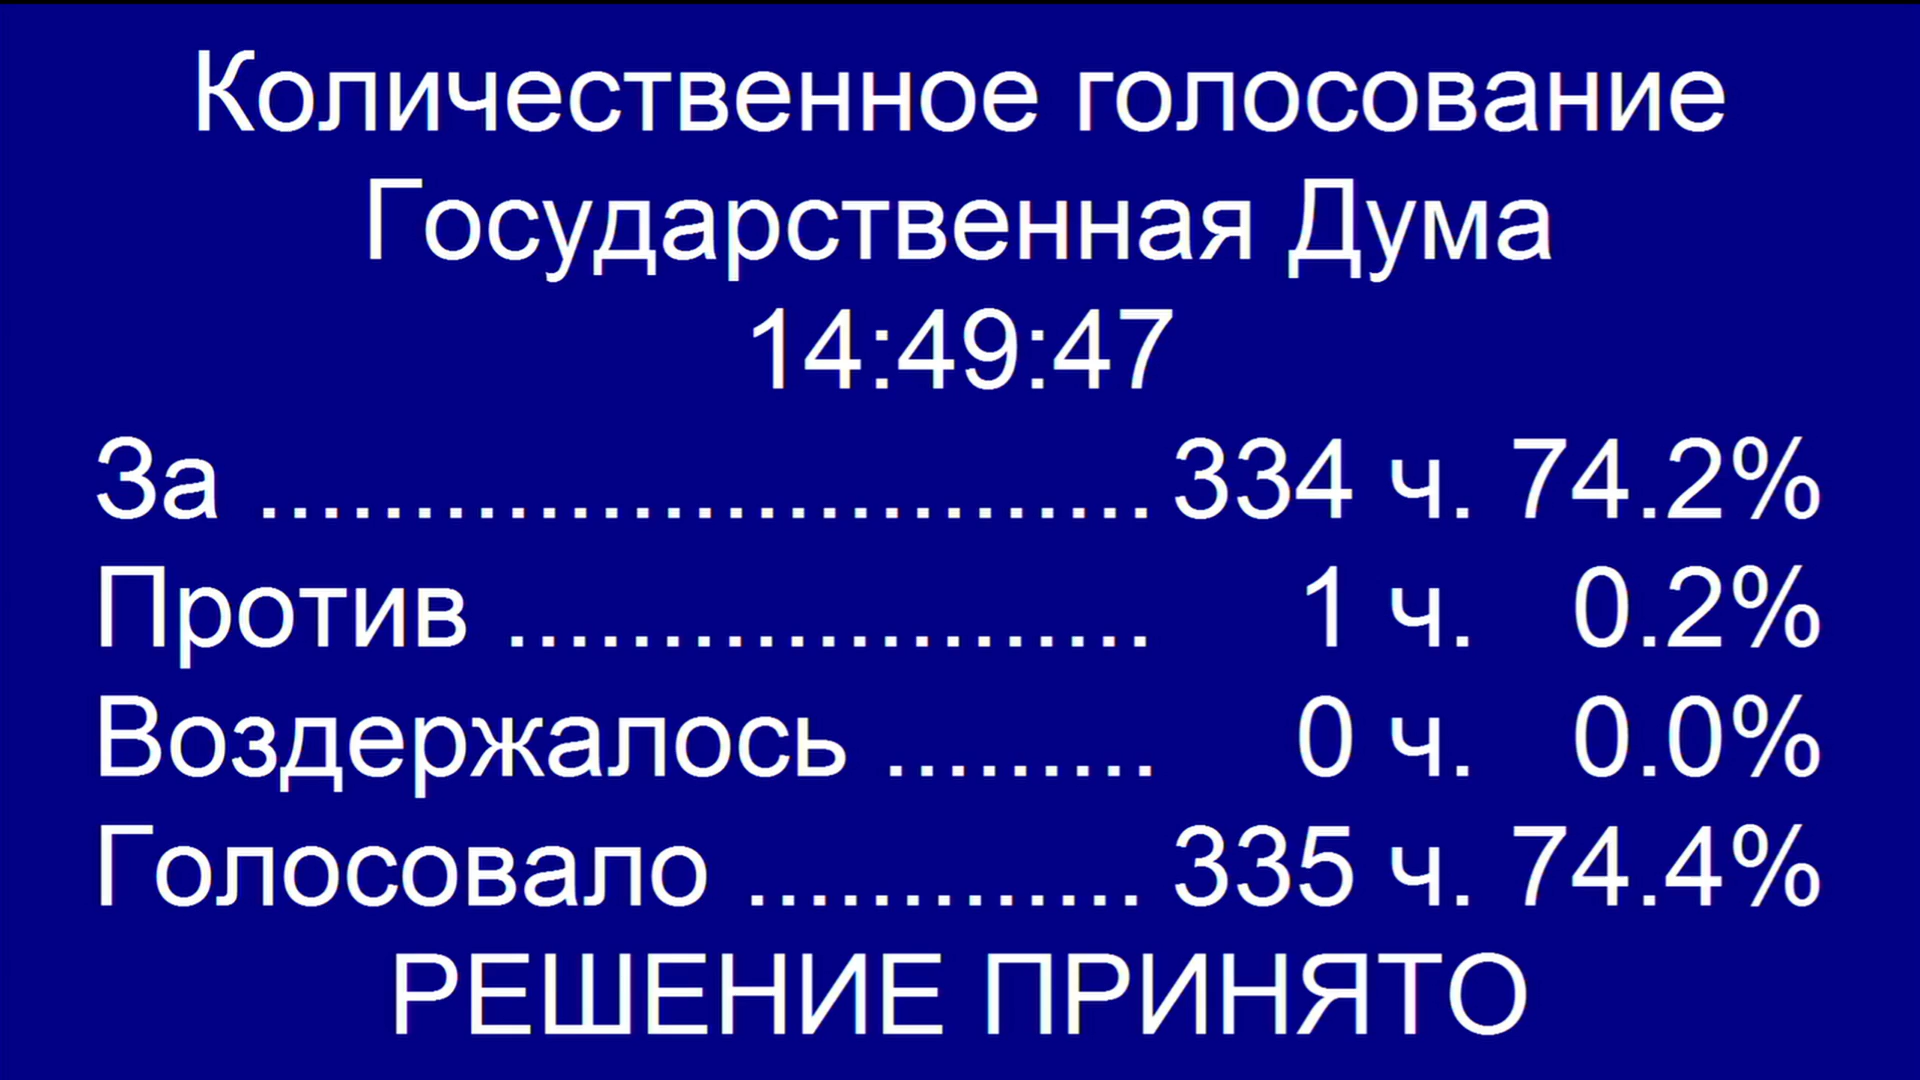 Количественное голосование
Государственная Дума
14:49:47
За ............................. 334 ч. 74.2%
Против ..................... 1 ч. 0.2%
Воздержалось ......... 0 ч. 0.0%
Голосовало ............. 335 ч. 74.4%
РЕШЕНИЕ ПРИНЯТО